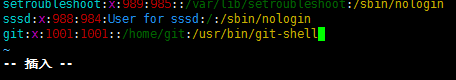 setroubleshoot:x:989:985::/var/lib/setroubleshoot:/sbin/nologin
sssd:x:988:984:User for sssd:/:/sbin/nologin
git:x:1001:1001::/home/git:/usr/bin/git-shell
~
-- 插入 --